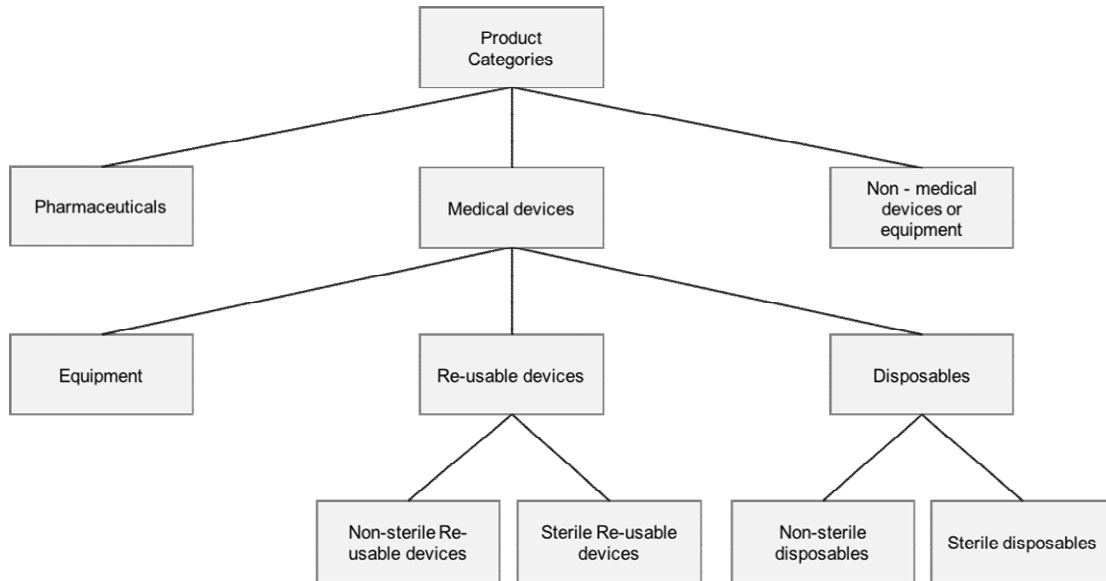 Product
Categories
Pharmaceuticals
Medical devices
Non - medical
devices or
equipment
Equipment
Re-usable devices
Disposables
Non-sterile Re-
usable devices
Sterile Re-usable
devices
Non-sterile
disposables
Sterile disposables